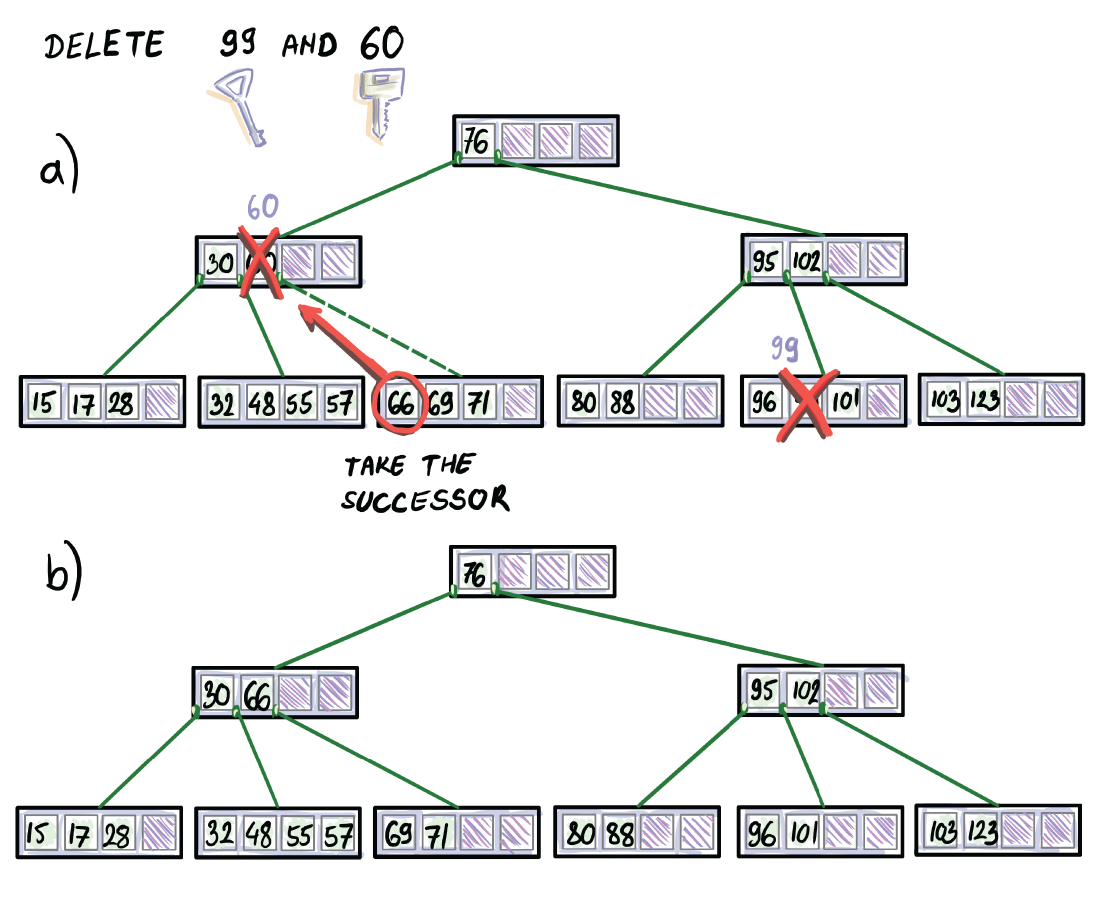 DELETE 99 AND 60
a)
76
60
30 95 102
99
15 17 28 32 48 55 57 66 69 71 80 88 96 101 103 123
TAKE THE
SUCCESSOR
b)
76
30 66 95 102
15 17 28 32 48 55 57 69 71 80 88 96 101 103 123